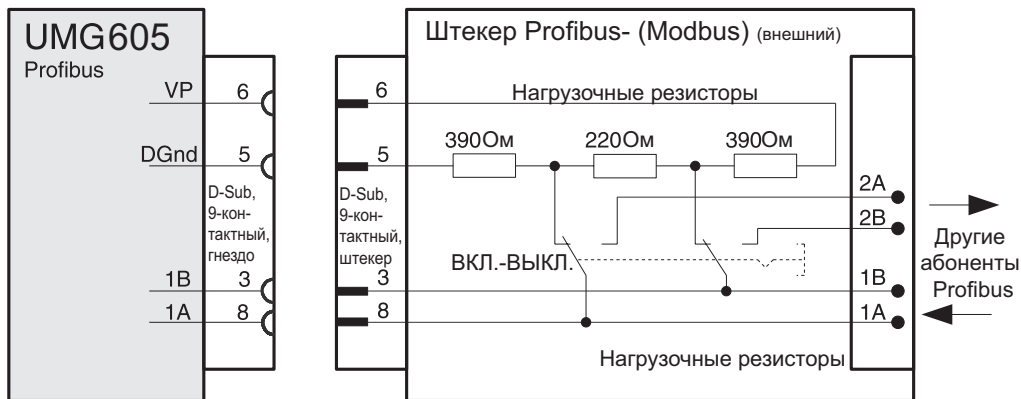 UMG605
Profibus
VP
6
DGnd
5
D-Sub,
9-кон-
тактный,
гнездо
1B
3
1A
8
Штекер Profibus- (Modbus) (внешний)
6
Нагрузочные резисторы
5
390Ом
220Ом
390Ом
D-Sub,
9-кон-
тактный,
штекер
ВКЛ.-ВЫКЛ.
3
8
2A
2B
1B
1A
Нагрузочные резисторы
Другие
абоненты
Profibus